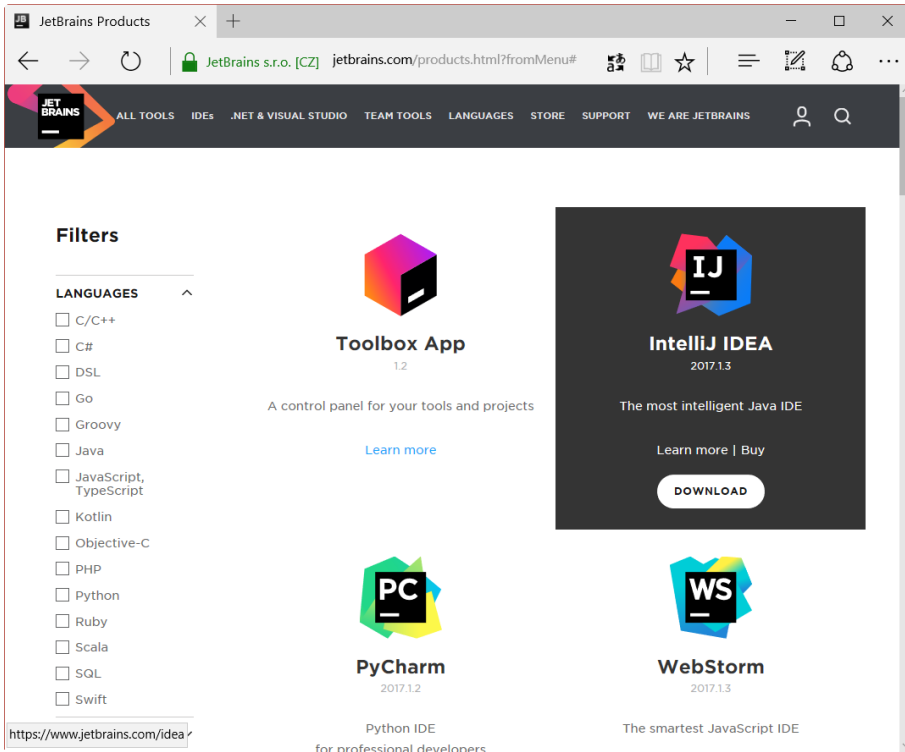 JB JetBrains Products
JetBrains s.r.o. [CZ] jetbrains.com/products.html?fromMenu#
JET
BRAINS
ALL TOOLS IDEs .NET & VISUAL STUDIO TEAM TOOLS LANGUAGES STORE SUPPORT WE ARE JETBRAINS
Filters
LANGUAGES
C/C++
C#
DSL
Go
Groovy
Java
JavaScript,
TypeScript
Kotlin
Objective-C
PHP
Python
Ruby
Scala
SQL
Swift
Toolbox App
1.2
A control panel for your tools and projects
Learn more
IJ
IntelliJ IDEA
2017.1.3
The most intelligent Java IDE
Learn more | Buy
DOWNLOAD
PC
PyCharm
2017.1.2
Python IDE
for professional developers
WS
WebStorm
2017.1.3
The smartest JavaScript IDE
https://www.jetbrains.com/idea